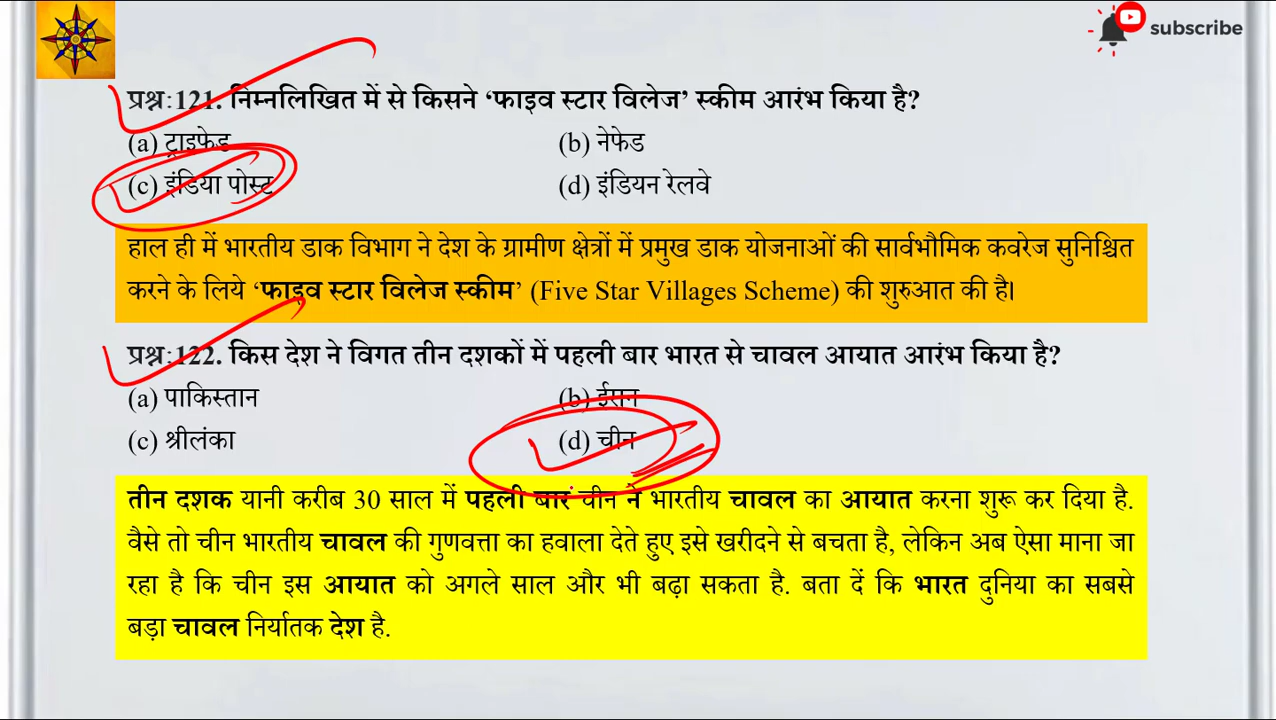 subscribe
प्रश्न:121. निम्नलिखित में से किसने ‘फाइव स्टार विलेज’ स्कीम आरंभ किया है?
(a) ट्राइफेड (b) नेफेड
(c) इंडिया पोस्ट (d) इंडियन रेलवे
हाल ही में भारतीय डाक विभाग ने देश के ग्रामीण क्षेत्रों में प्रमुख डाक योजनाओं की सार्वभौमिक कवरेज सुनिश्चित
करने के लिये ‘फाइव स्टार विलेज स्कीम’ (Five Star Villages Scheme) की शुरुआत की है।
प्रश्न:122. किस देश ने विगत तीन दशकों में पहली बार भारत से चावल आयात आरंभ किया है?
(a) पाकिस्तान (b) ईरान
(c) श्रीलंका (d) चीन
तीन दशक यानी करीब 30 साल में पहली बार चीन ने भारतीय चावल का आयात करना शुरू कर दिया है.
वैसे तो चीन भारतीय चावल की गुणवत्ता का हवाला देते हुए इसे खरीदने से बचता है, लेकिन अब ऐसा माना जा
रहा है कि चीन इस आयात को अगले साल और भी बढ़ा सकता है. बता दें कि भारत दुनिया का सबसे
बड़ा चावल निर्यातक देश है.